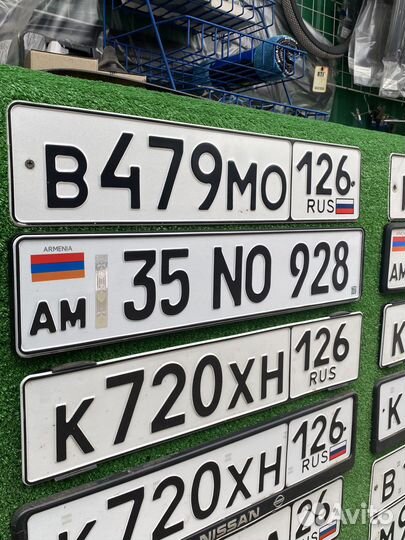 В479МО 126 RUS
ARMENIA
AM 35 NO 928
К720ХН 126 RUS
К720ХН 126 RUS
NISSAN
26
Avito